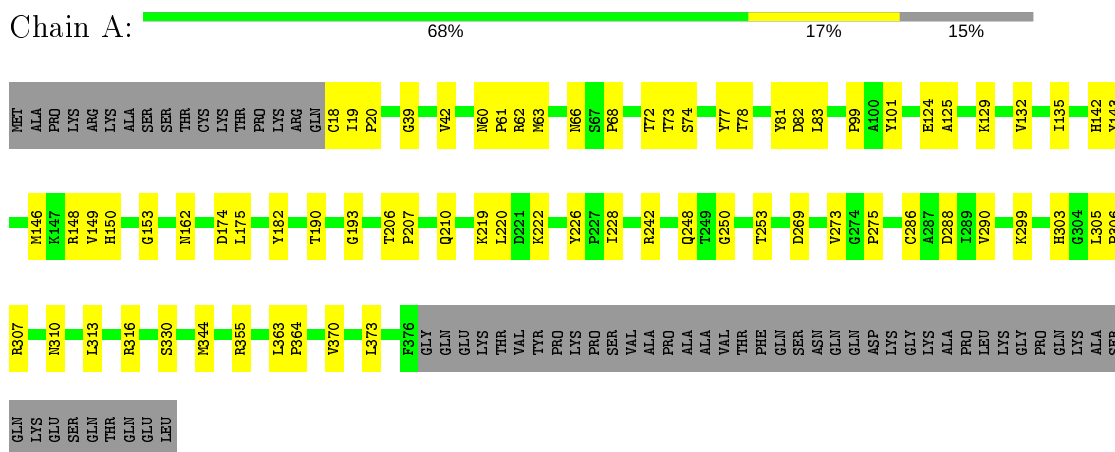 Chain A:
68% 17% 15%
MET ALA PRO LYS ARG LYS ALA SER SER THR CYS LYS THR PRO LYS ARG GLN C18 I19 P20 G39 V42 N60 P61 R62 M63 N66 S67 P68 T72 T73 S74 Y77 T78 Y81 D82 L83 P99 A100 Y101 E124 A125 K129 V132 I135 H142 Y143
M146 K147 R148 V149 H150 G153 N162 D174 L175 Y182 T190 G193 T206 P207 Q210 K219 L220 D221 K222 Y226 P227 I228 R242 Q248 T249 G250 T253 D269 V273 G274 P275 C286 A287 D288 I289 V290 K299 H303 G304 L305 P306
R307 N310 L313 R316 S330 M344 R355 L363 P364 V370 L373 F376 GLY GLN GLU LYS THR VAL TYR PRO LYS PRO SER VAL ALA PRO ALA ALA VAL THR PHE GLN SER ASN GLN GLN ASP LYS GLY LYS ALA PRO LEU LYS GLY PRO GLN LYS ALA SER
GLN LYS GLU SER GLN THR GLN GLU LEU